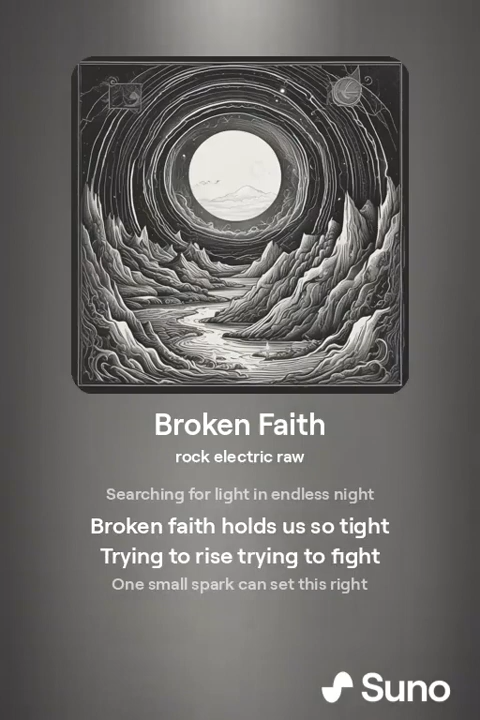 Broken Faith
rock electric raw
Searching for light in endless night
Broken faith holds us so tight
Trying to rise trying to fight
One small spark can set this right
Suno